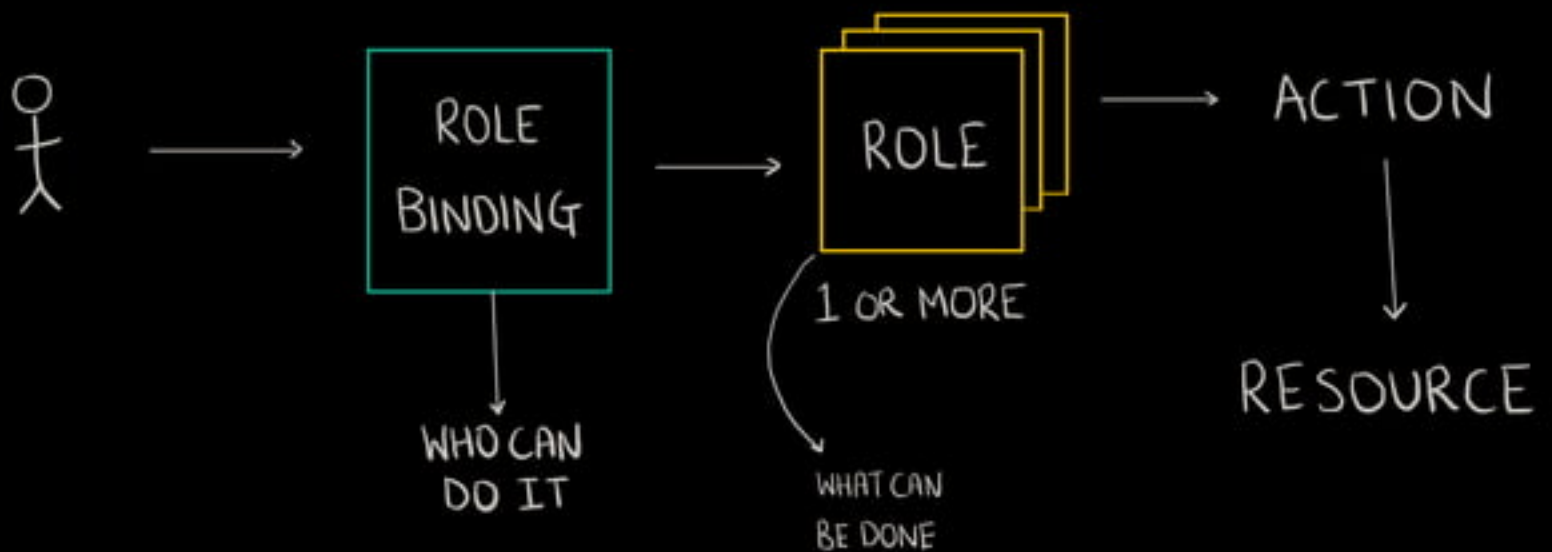 ROLE
BINDING
ROLE
ACTION
1 OR MORE
RESOURCE
WHO CAN
DO IT
WHAT CAN
BE DONE